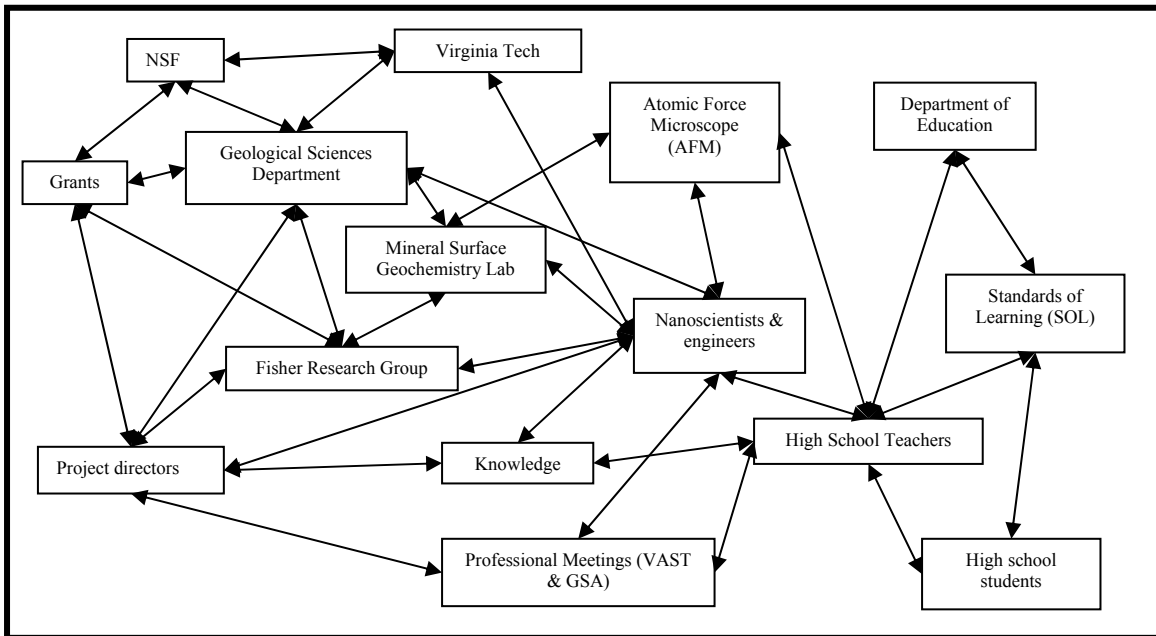 NSF
Virginia Tech
Atomic Force
Microscope
(AFM)
Department of
Education
Geological Sciences
Department
Grants
Mineral Surface
Geochemistry Lab
Standards of
Learning (SOL)
Nanoscientists &
engineers
Fisher Research Group
High School Teachers
Project directors
Knowledge
Professional Meetings (VAST
& GSA)
High school
students